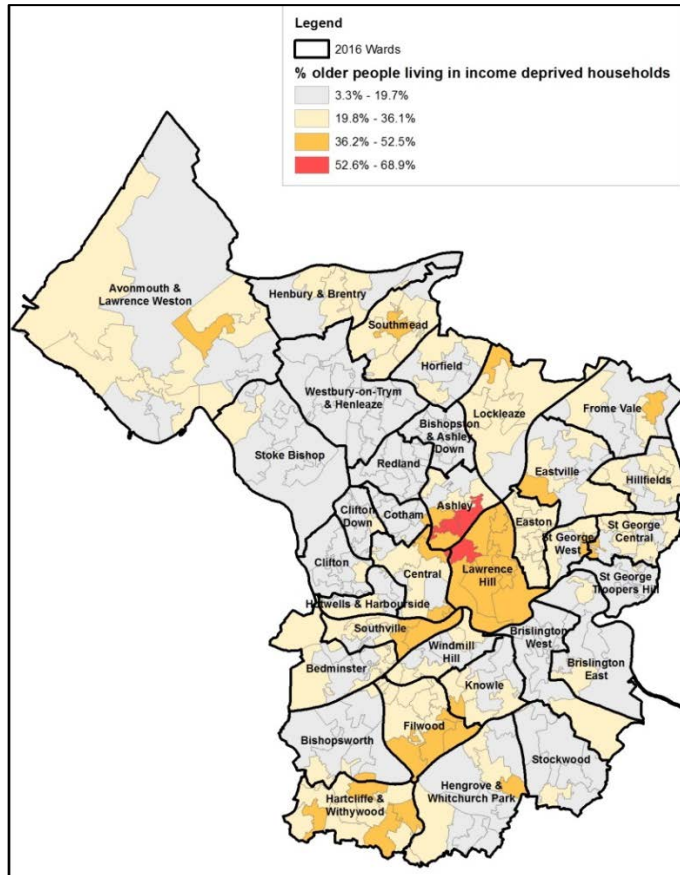 Legend
2016 Wards
% older people living in income deprived households
3.3% - 19.7%
19.8% - 36.1%
36.2% - 52.5%
52.6% - 68.9%
Avonmouth &
Lawrence Weston
Henbury & Brentry
Southmead
Horfield
Westbury-on-Trym
& Henleaze
Lockleaze
Frome Vale
Bishopston
& Ashley
Down
Stoke Bishop
Redland
Eastville
Hillfields
Ashley
Clifton
Down
Cotham
Easton
St George
West
St George
Central
Clifton
Central
Lawrence
Hill
St George
Troopers Hill
Hotwells & Harbourside
Southville
Brislington
West
Windmill
Hill
Bedminster
Brislington
East
Knowle
Filwood
Bishopsworth
Stockwood
Hengrove &
Whitchurch Park
Hartcliffe &
Withywood